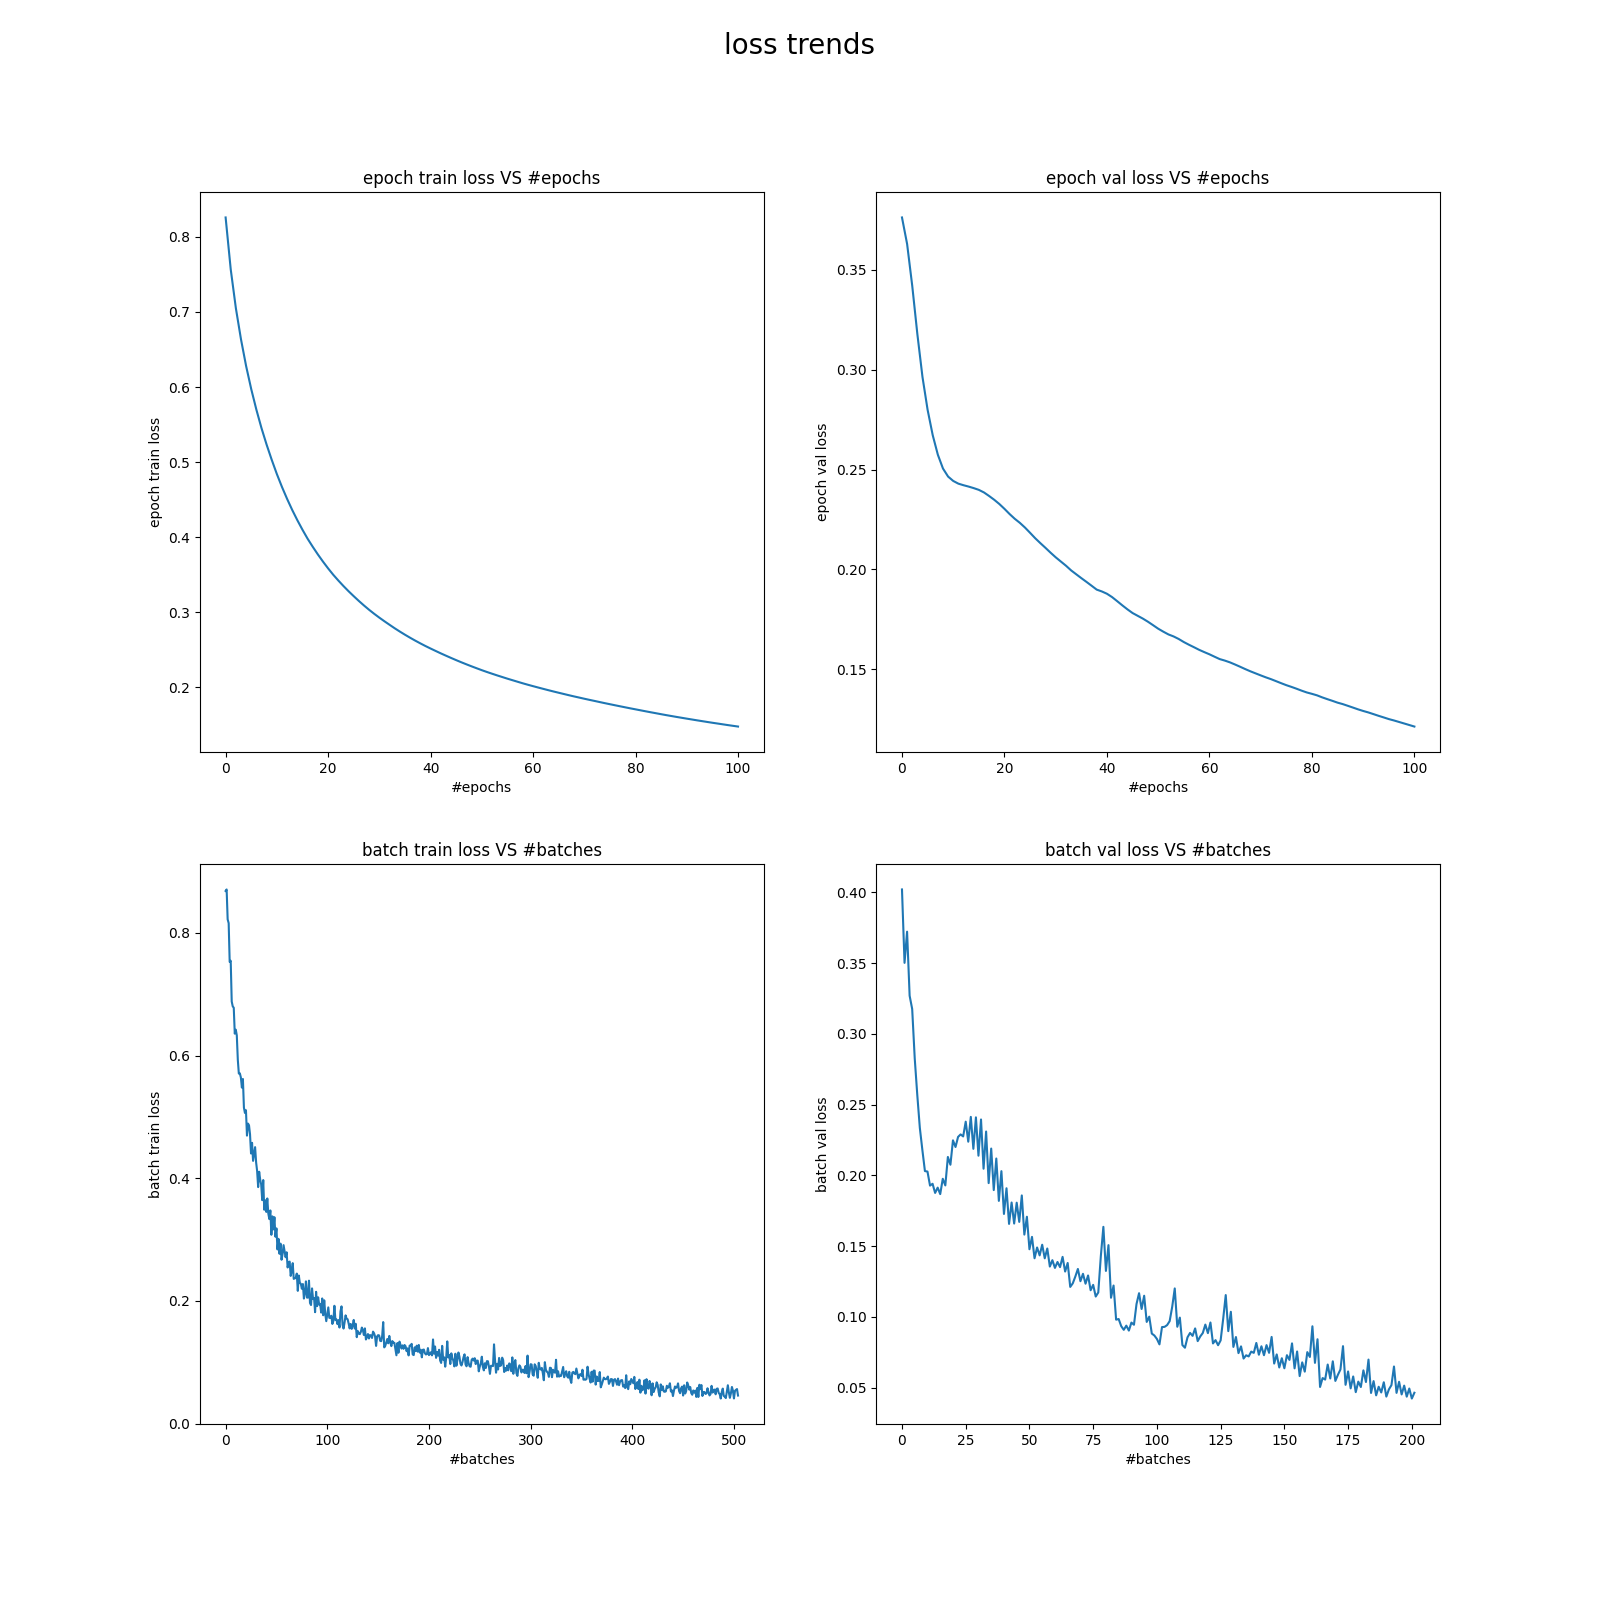 loss trends
epoch train loss VS #epochs
epoch train loss
0.8
0.7
0.6
0.5
0.4
0.3
0.2
0 20 40 60 80 100
#epochs
epoch val loss VS #epochs
epoch val loss
0.35
0.30
0.25
0.20
0.15
0 20 40 60 80 100
#epochs
batch train loss VS #batches
batch train loss
0.8
0.6
0.4
0.2
0.0
0 100 200 300 400 500
#batches
batch val loss VS #batches
batch val loss
0.40
0.35
0.30
0.25
0.20
0.15
0.10
0.05
0 25 50 75 100 125 150 175 200
#batches